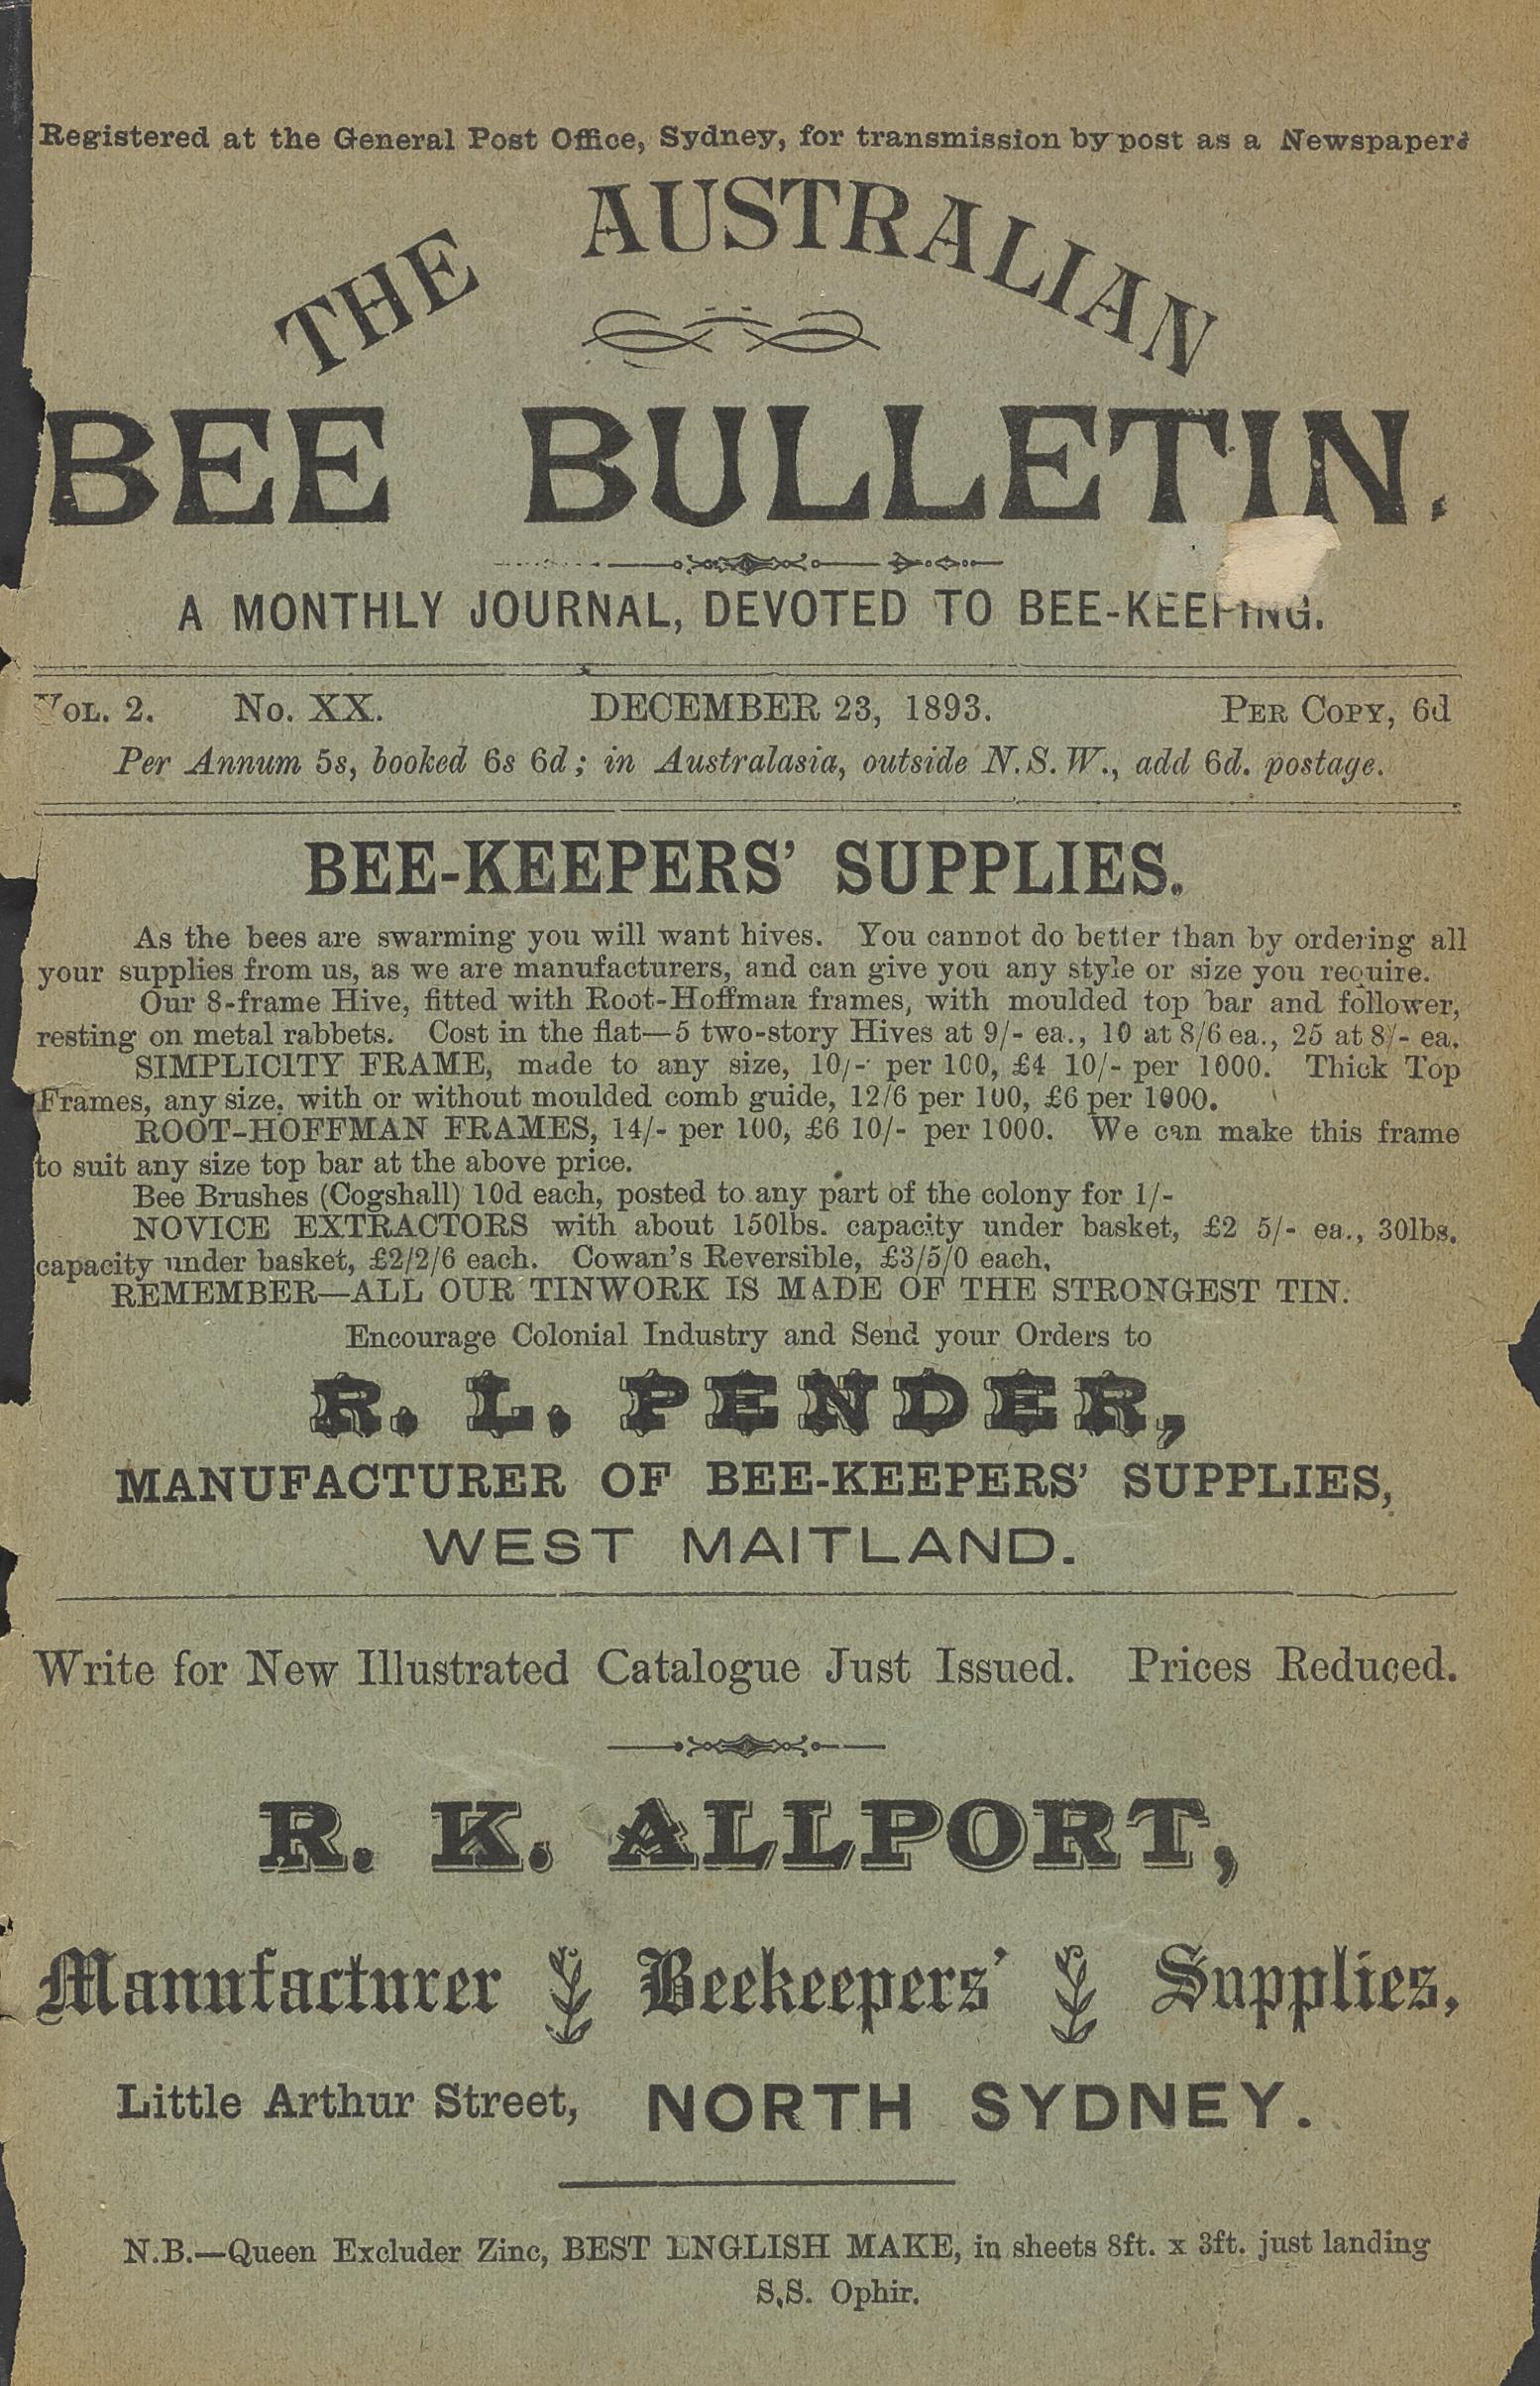 Registered at the General Post Office, Sydney, for transmission by post as a Newspaper.
THE AUSTRALIAN
BEE BULLETIN.
A MONTHLY JOURNAL, DEVOTED TO BEE-KEEPING.
VOL. 2. No. XX. DECEMBER 23, 1893. PER COPY, 6d
Per Annum 5s, booked 6s 6d; in Australasia, outside N.S.W., add 6d. postage.
BEE-KEEPERS' SUPPLIES.
As the bees are swarming you will want hives. You cannot do better than by ordering all
your supplies from us, as we are manufacturers, and can give you any style or size you require.
Our 8-frame Hive, fitted with Root-Hoffman frames, with moulded top bar and follower,
resting on metal rabbets. Cost in the flat—5 two-story Hives at 9/- ea., 10 at 8/6 ea., 25 at 8/- ea.
SIMPLICITY FRAME, made to any size, 10/- per 100, £4 10/- per 1000. Thick Top
Frames, any size, with or without moulded comb guide, 12/6 per 100, £6 per 1000.
ROOT-HOFFMAN FRAMES, 14/- per 100, £6 10/- per 1000. We can make this frame
to suit any size top bar at the above price.
Bee Brushes (Cogshall) 10d each, posted to any part of the colony for 1/-
NOVICE EXTRACTORS with about 150lbs. capacity under basket, £2 5/- ea., 30lbs.
capacity under basket, £2/2/6 each. Cowan's Reversible, £3/5/0 each,
REMEMBER—ALL OUR TINWORK IS MADE OF THE STRONGEST TIN.
Encourage Colonial Industry and Send your Orders to
R. L. PENDER,
MANUFACTURER OF BEE-KEEPERS' SUPPLIES,
WEST MAITLAND.
Write for New Illustrated Catalogue Just Issued. Prices Reduced.
R. K. ALLPORT,
Manufacturer Beekeepers' Supplies,
Little Arthur Street, NORTH SYDNEY.
N.B.—Queen Excluder Zinc, BEST ENGLISH MAKE, in sheets 8ft. x 3ft. just landing
S.S. Ophir.